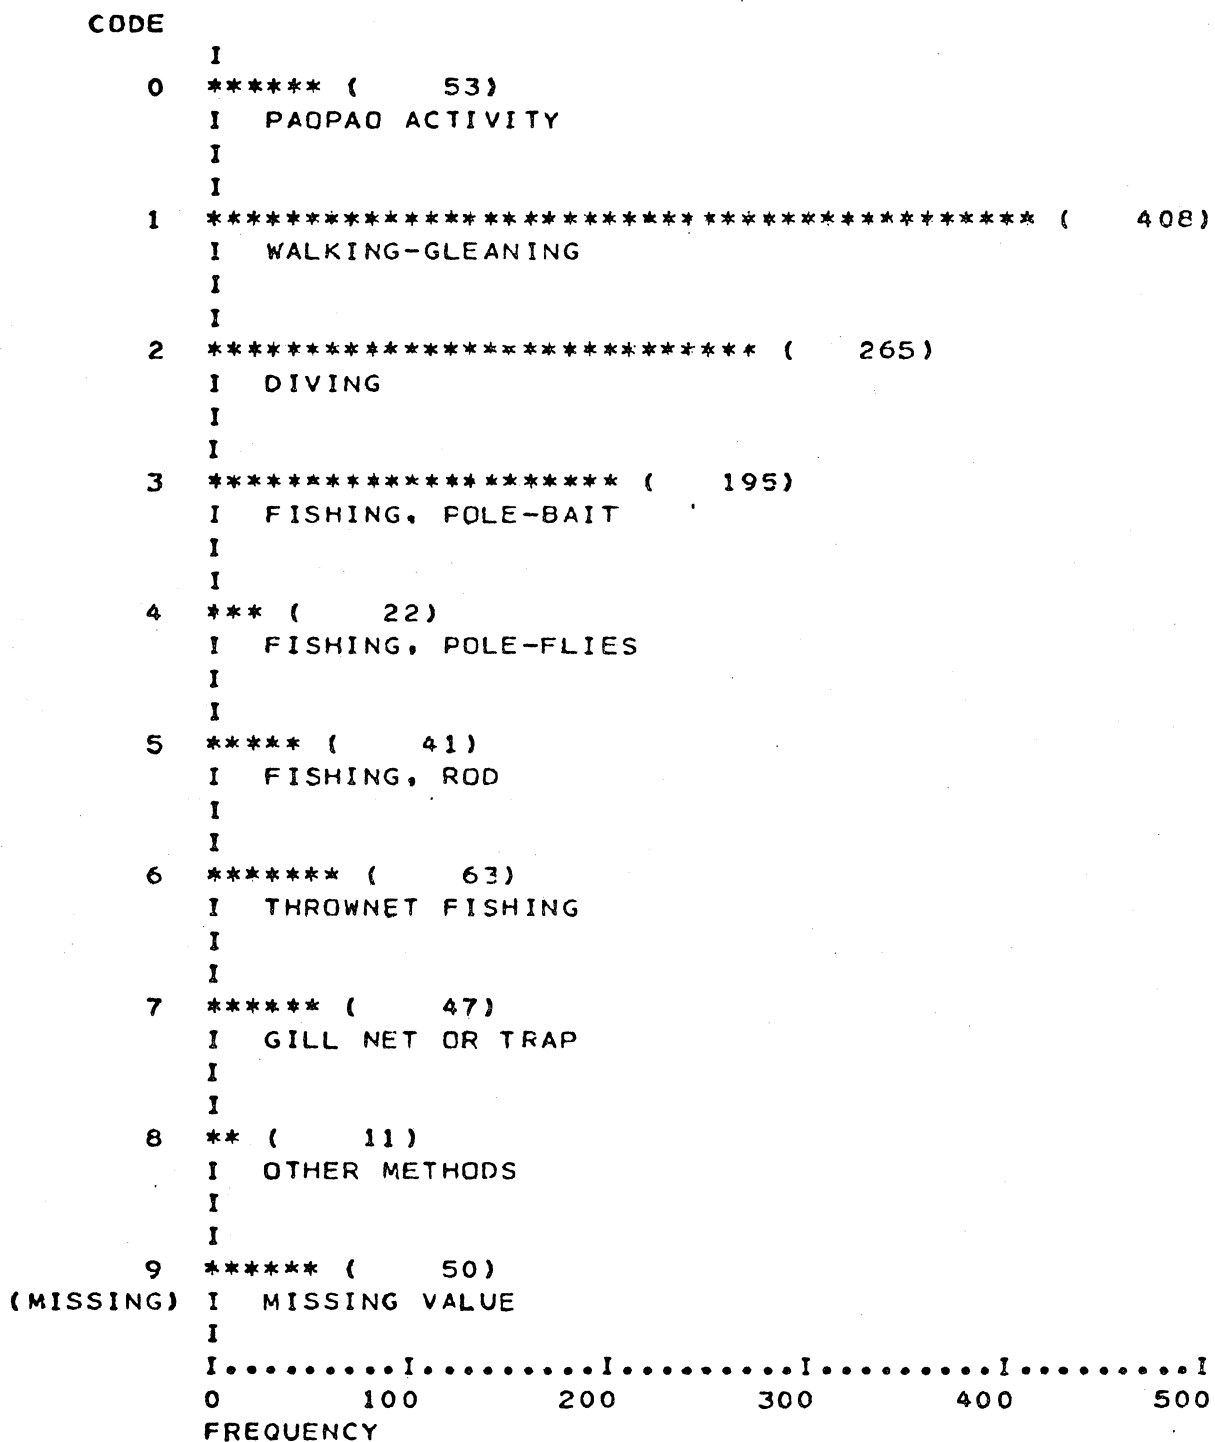 CODE
I
0 ****** ( 53)
I PAOPAO ACTIVITY
I
I
1 ****************************************** ( 408)
I WALKING-GLEANING
I
I
2 **************************** ( 265)
I DIVING
I
I
3 ********************* ( 195)
I FISHING, POLE-BAIT
I
I
4 *** ( 22)
I FISHING, POLE-FLIES
I
I
5 ***** ( 41)
I FISHING, ROD
I
I
6 ******* ( 63)
I THROWNET FISHING
I
I
7 ****** ( 47)
I GILL NET OR TRAP
I
I
8 ** ( 11)
I OTHER METHODS
I
I
9 ****** ( 50)
(MISSING) I MISSING VALUE
I
I.........I.........I.........I.........I.........I
0 100 200 300 400 500
FREQUENCY